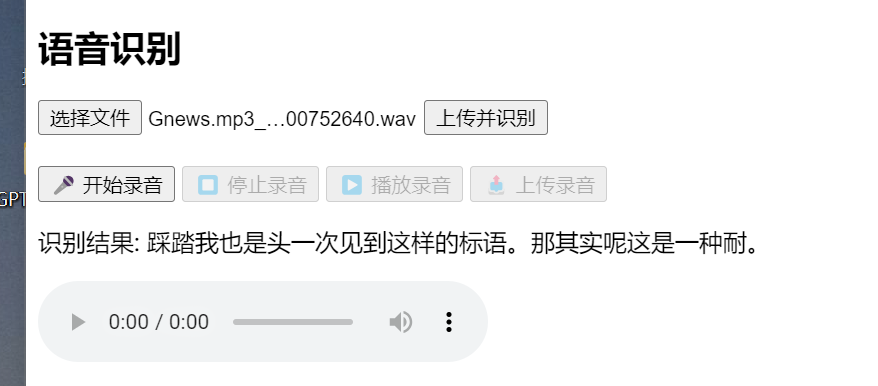 语音识别
选择文件 Gnews.mp3_...00752640.wav 上传并识别
开始录音 停止录音 播放录音 上传录音
GPT
识别结果: 踩踏我也是头一次见到这样的标语。那其实呢这是一种耐。
0:00 / 0:00